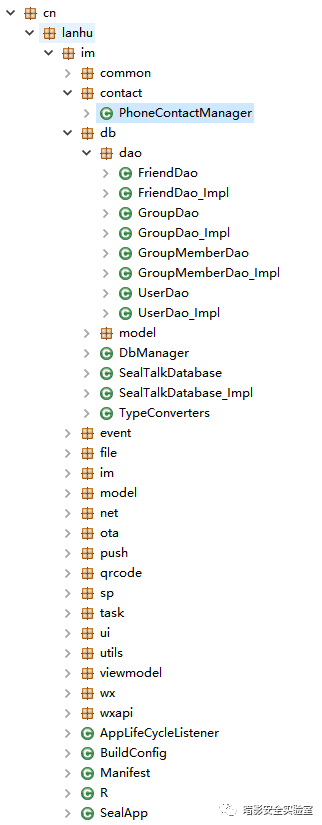 cn
lanhu
im
common
contact
PhoneContactManager
db
dao
FriendDao
FriendDao_Impl
GroupDao
GroupDao_Impl
GroupMemberDao
GroupMemberDao_Impl
UserDao
UserDao_Impl
model
DbManager
SealTalkDatabase
SealTalkDatabase_Impl
TypeConverters
event
file
im
model
net
ota
push
qrcode
sp
task
ui
utils
viewmodel
wx
wxapi
AppLifeCycleListener
BuildConfig
Manifest
R
SealApp
暗影安全实验室